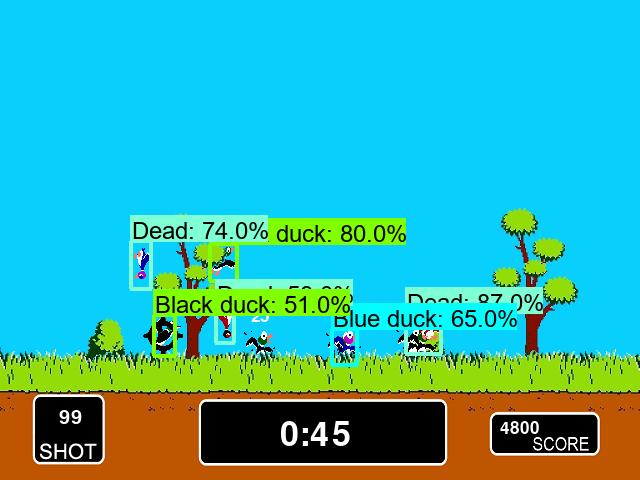 Dead: 74.0%
duck: 80.0%
Black duck: 51.0%
Dead: 87.0%
Blue duck: 65.0%
25
99
SHOT
0:45
4800
SCORE